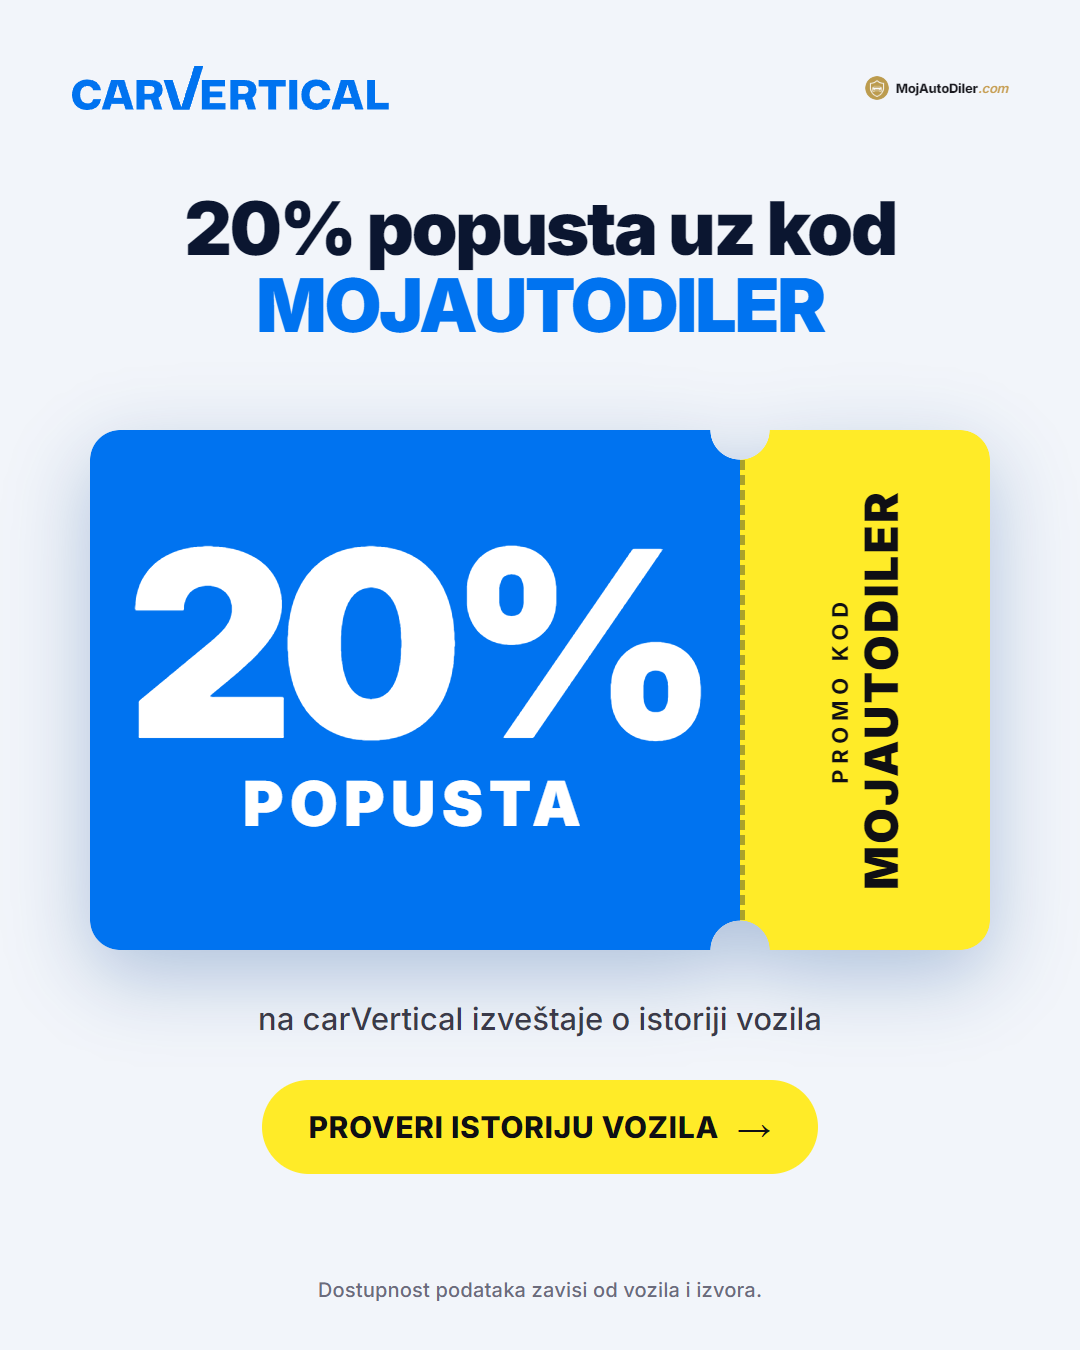 CARVERTICAL
MojAutoDiler.com
20% popusta uz kod
MOJAUTODILER
20%
POPUSTA
PROMO KOD
MOJAUTODILER
na carVertical izveštaje o istoriji vozila
PROVERI ISTORIJU VOZILA →
Dostupnost podataka zavisi od vozila i izvora.